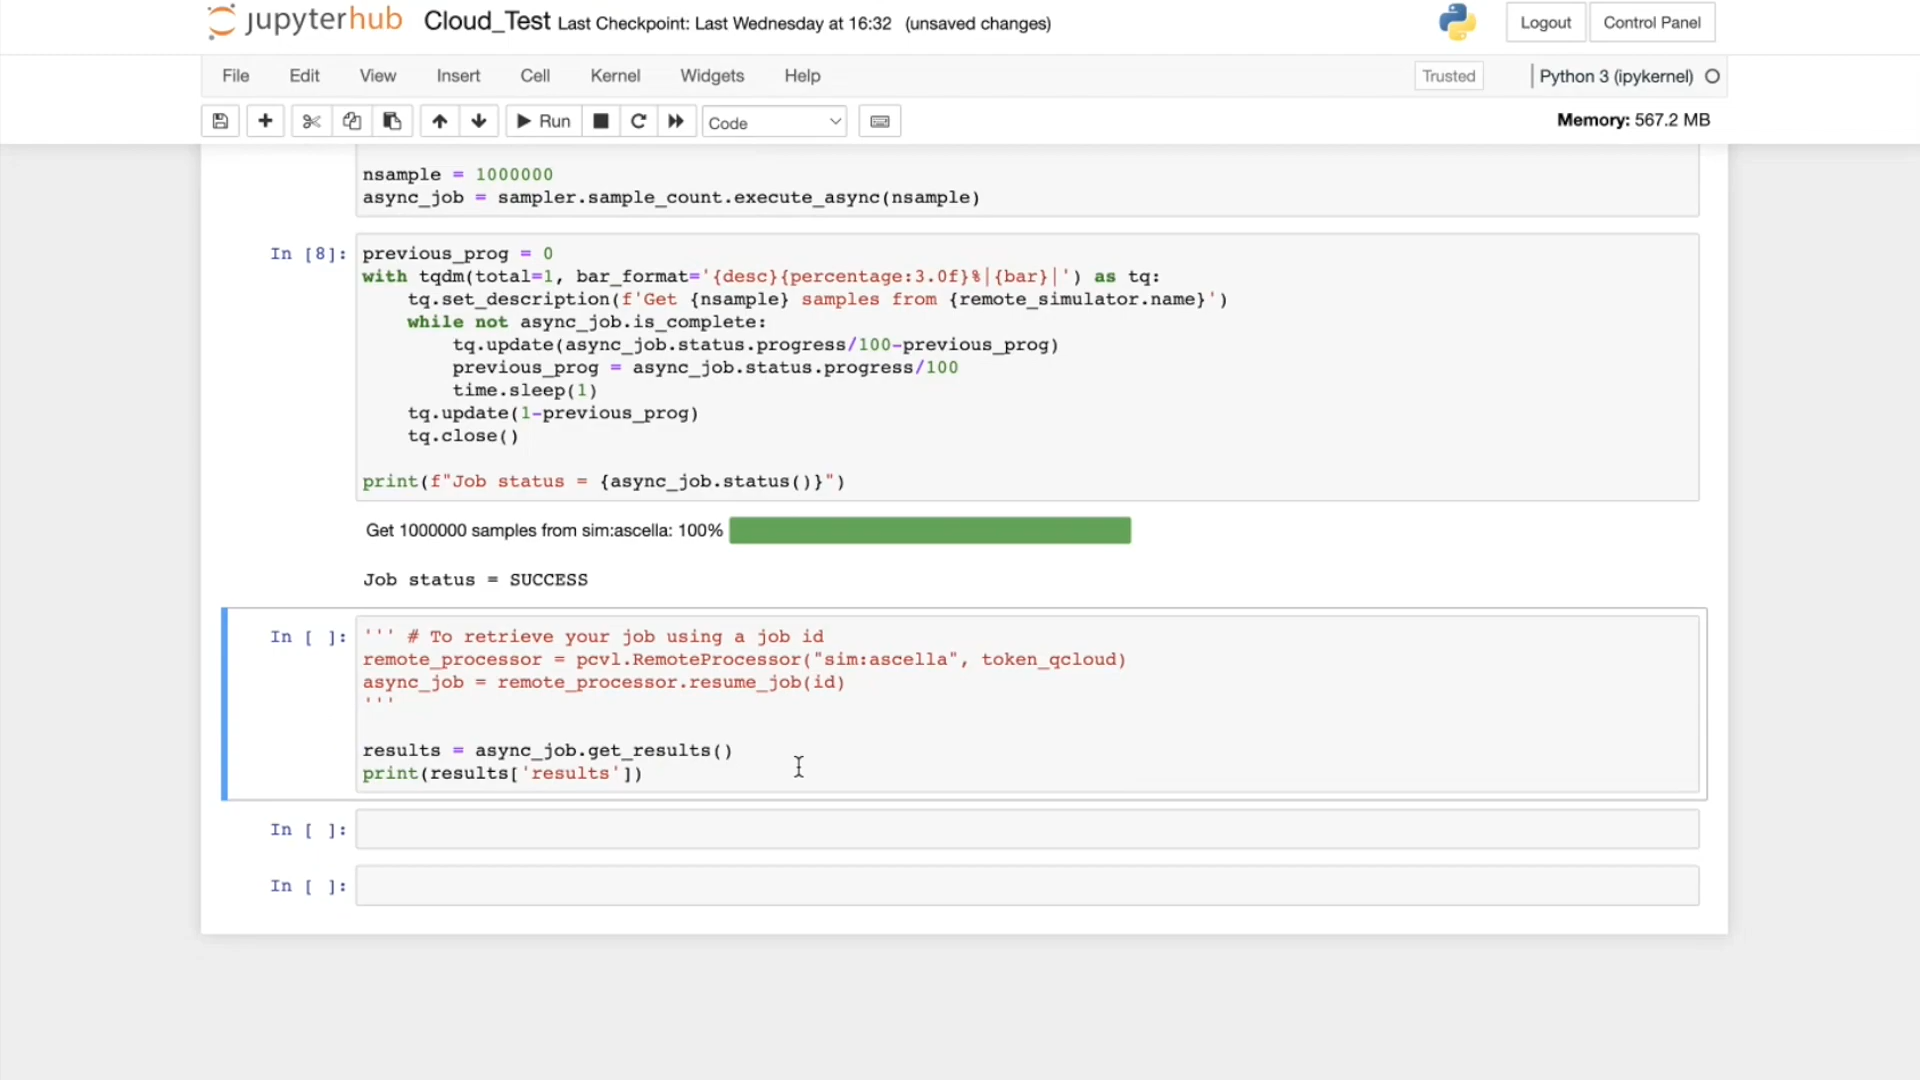 jupyterhub Cloud_Test Last Checkpoint: Last Wednesday at 16:32 (unsaved changes) Logout Control Panel
File Edit View Insert Cell Kernel Widgets Help Trusted Python 3 (ipykernel)
Run Code Memory: 567.2 MB
nsample = 1000000
async_job = sampler.sample_count.execute_async(nsample)
In [8]: previous_prog = 0
with tqdm(total=1, bar_format='{desc}{percentage:3.0f}%|{bar}|') as tq:
    tq.set_description(f'Get {nsample} samples from {remote_simulator.name}')
    while not async_job.is_complete:
        tq.update(async_job.status.progress/100-previous_prog)
        previous_prog = async_job.status.progress/100
        time.sleep(1)
    tq.update(1-previous_prog)
    tq.close()
print(f"Job status = {async_job.status()}")
Get 1000000 samples from sim:ascella: 100%
Job status = SUCCESS
In [ ]: ''' # To retrieve your job using a job id
remote_processor = pcvl.RemoteProcessor("sim:ascella", token_qcloud)
async_job = remote_processor.resume_job(id)
'''
results = async_job.get_results()
print(results['results'])
In [ ]:
In [ ]: